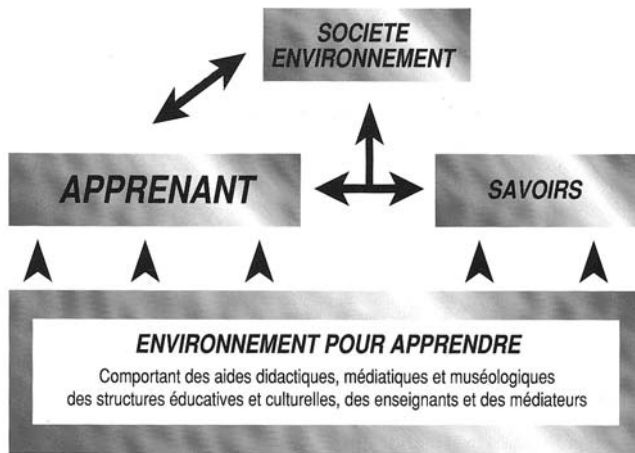 SOCIETE
ENVIRONNEMENT
APPRENANT
SAVOIRS
ENVIRONNEMENT POUR APPRENDRE
Comportant des aides didactiques, médiatiques et muséologiques
des structures éducatives et culturelles, des enseignants et des médiateurs